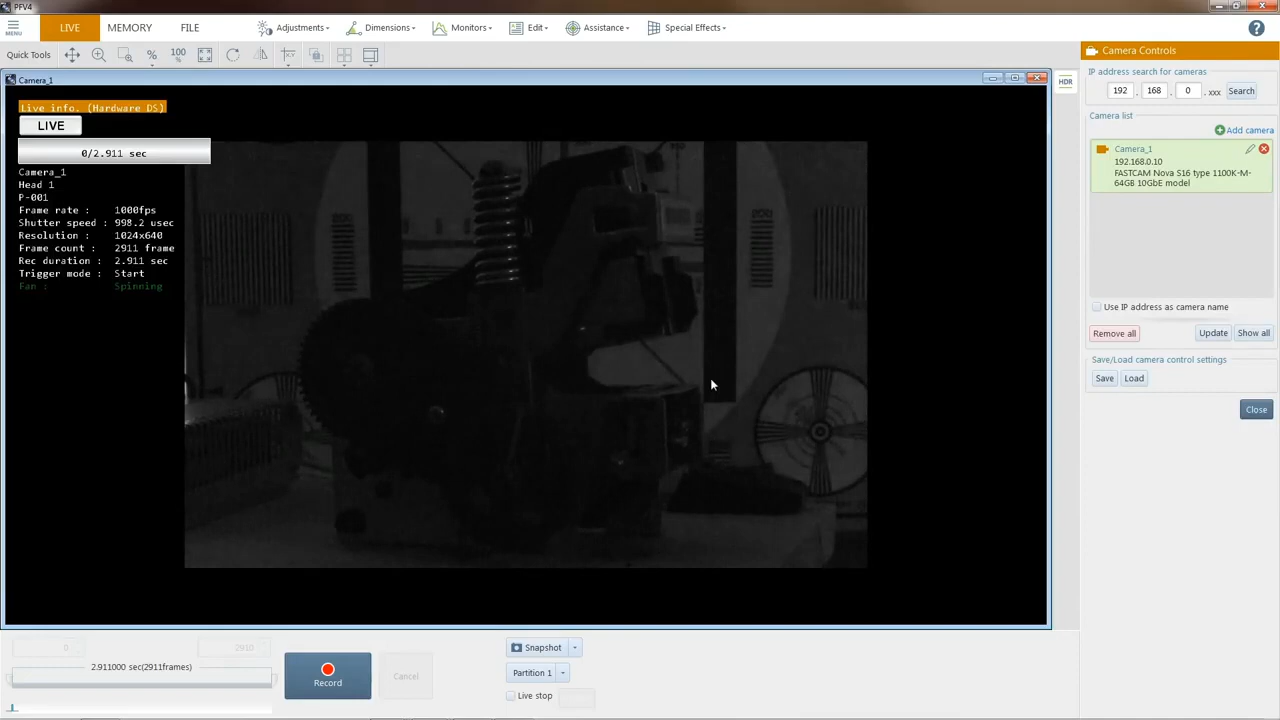 PFV4
MENU
LIVE
MEMORY
FILE
Adjustments
Dimensions
Monitors
Edit
Assistance
Special Effects
Quick Tools
%
100
%
Camera_1
Live info. (Hardware DS)
LIVE
0/2.911 sec
Camera_1
Head 1
P-001
Frame rate : 1000fps
Shutter speed : 998.2 usec
Resolution : 1024x640
Frame count : 2911 frame
Rec duration : 2.911 sec
Trigger mode : Start
Fan : Spinning
HDR
Camera Controls
IP address search for cameras
192 . 168 . 0 . xxx Search
Camera list
Add camera
Camera_1
192.168.0.10
FASTCAM Nova S16 type 1100K-M-
64GB 10GbE model
Use IP address as camera name
Remove all Update Show all
Save/Load camera control settings
Save Load
Close
0 2910
2.911000 sec(2911frames)
Record
Cancel
Snapshot
Partition 1
Live stop